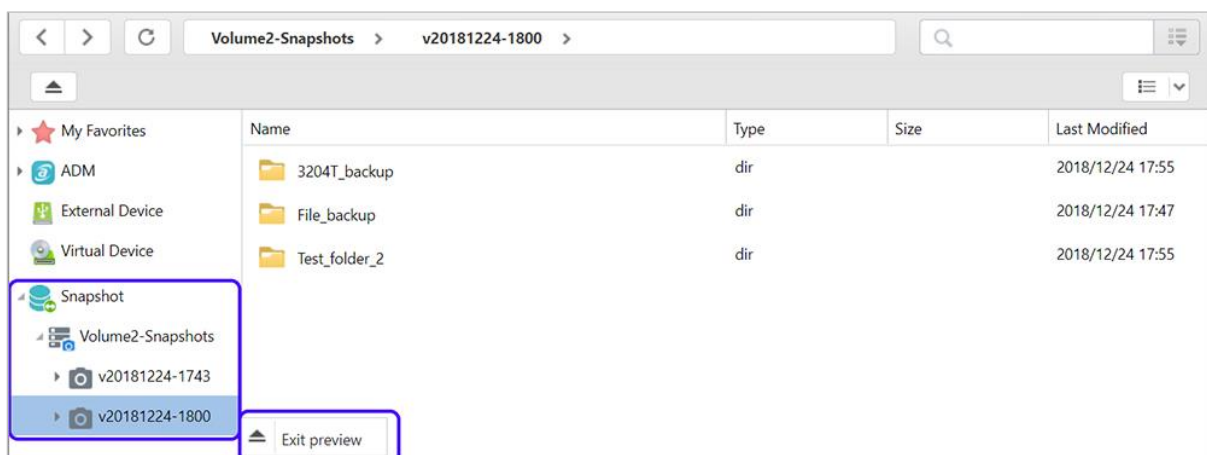 Volume2-Snapshots > v20181224-1800 >
My Favorites
ADM
External Device
Virtual Device
Snapshot
Volume2-Snapshots
v20181224-1743
v20181224-1800
Name Type Size Last Modified
3204T_backup dir 2018/12/24 17:55
File_backup dir 2018/12/24 17:47
Test_folder_2 dir 2018/12/24 17:55
Exit preview